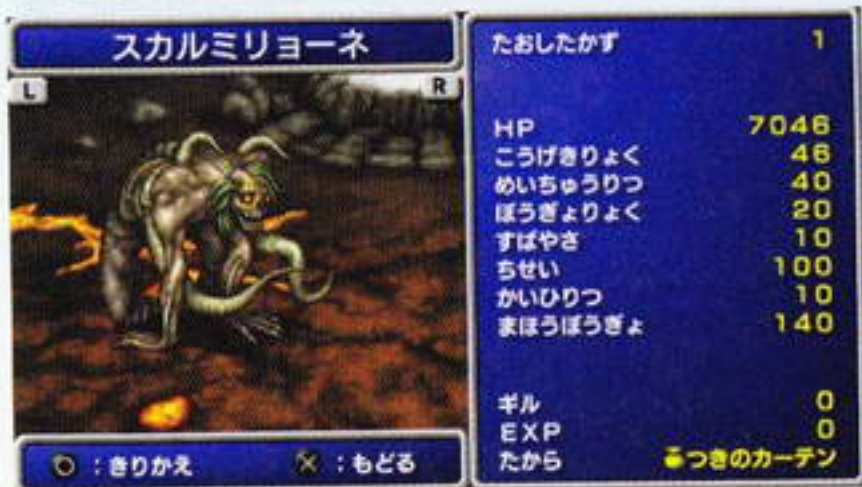 スカルミリョーネ
L R
たおしたかず 1
HP 7046
こうげきりょく 46
めいちゅうりつ 40
ぼうぎょりょく 20
すばやさ 10
ちせい 100
かいひりつ 10
まほうぼうぎょ 140
ギル 0
EXP 0
たから つきのカーテン
:きりかえ :もどる